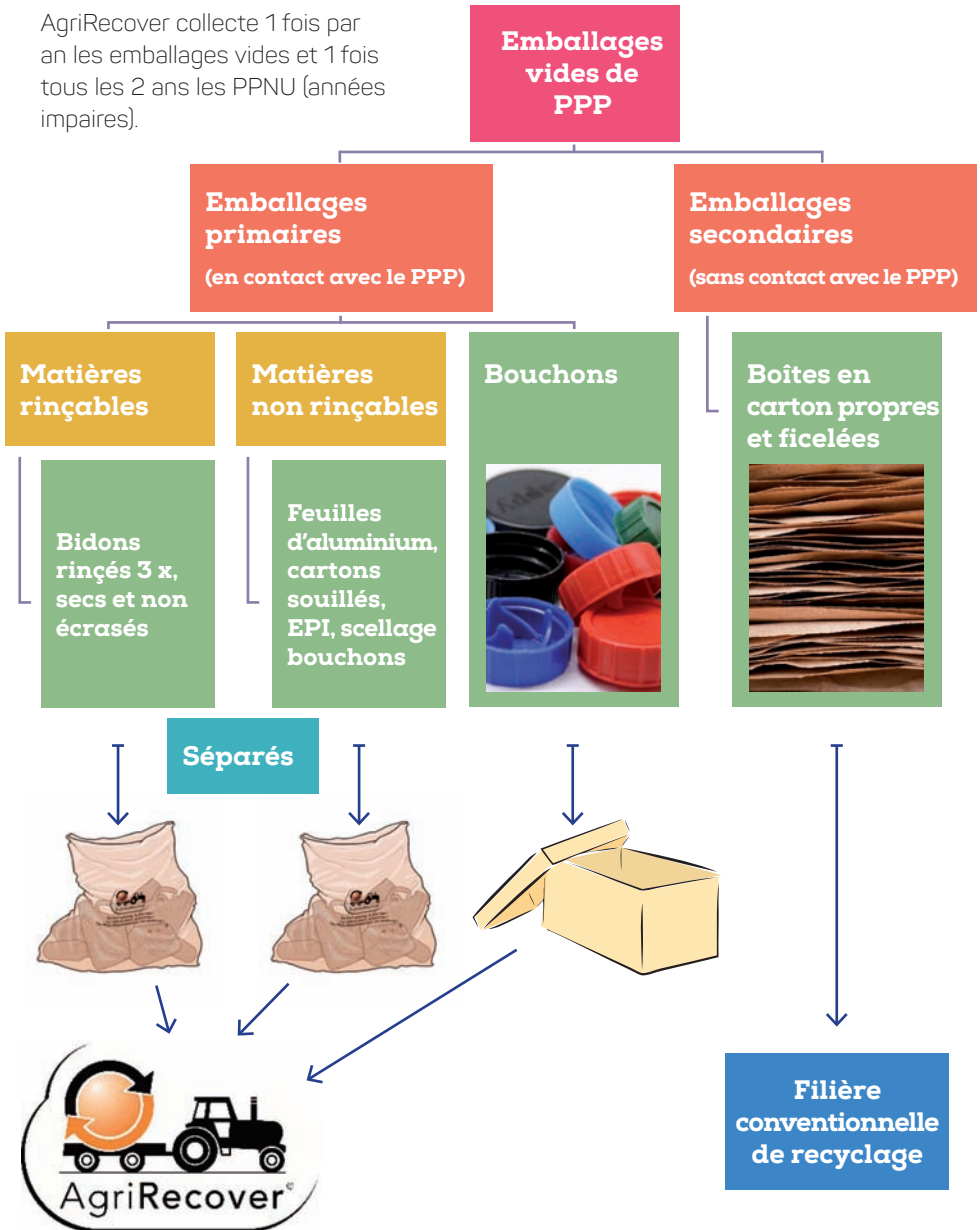 AgriRecover collecte 1 fois par
an les emballages vides et 1 fois
tous les 2 ans les PPNU (années
impaires).
Emballages
vides de
PPP
Emballages
primaires
(en contact avec le PPP)
Emballages
secondaires
(sans contact avec le PPP)
Matières
rinçables
Matières
non rinçables
Bouchons
Boîtes en
carton propres
et ficelées
Bidons
rinçés 3 x,
secs et non
écrasés
Feuilles
d'aluminium,
cartons
souillés,
EPI, scellage
bouchons
Séparés
Filière
conventionnelle
de recyclage
AgriRecover©